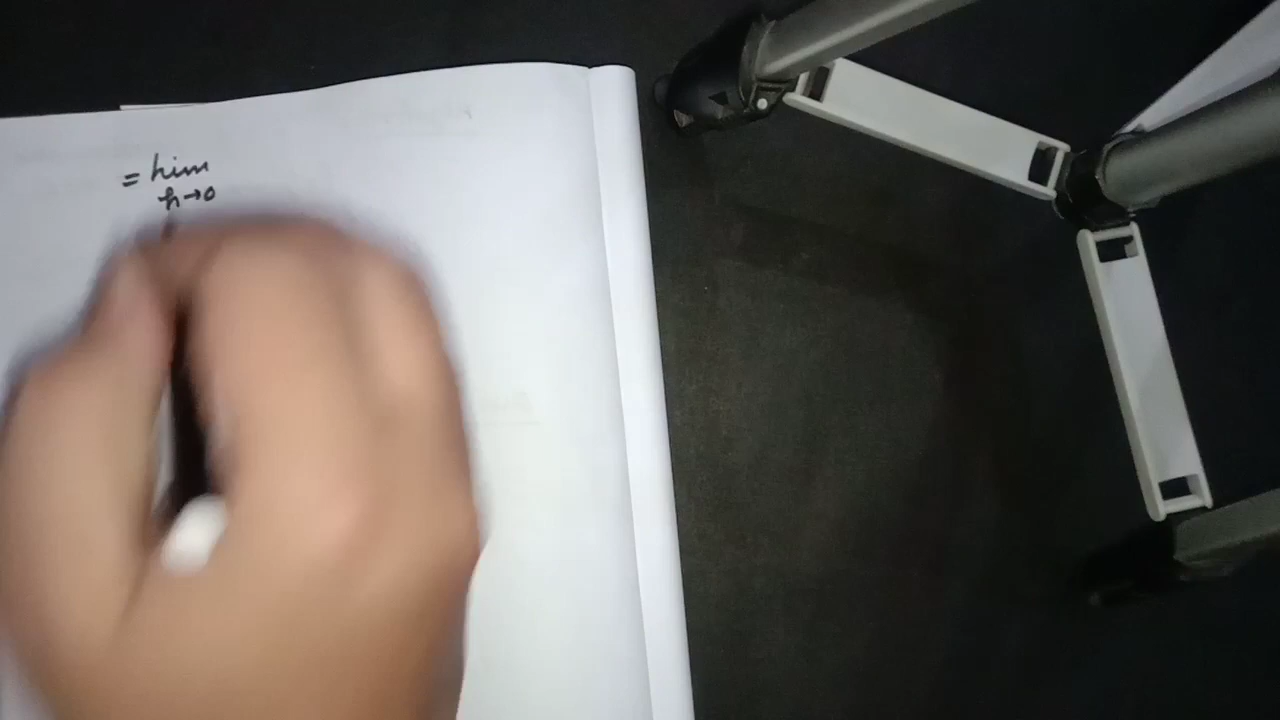 = lim
h→0